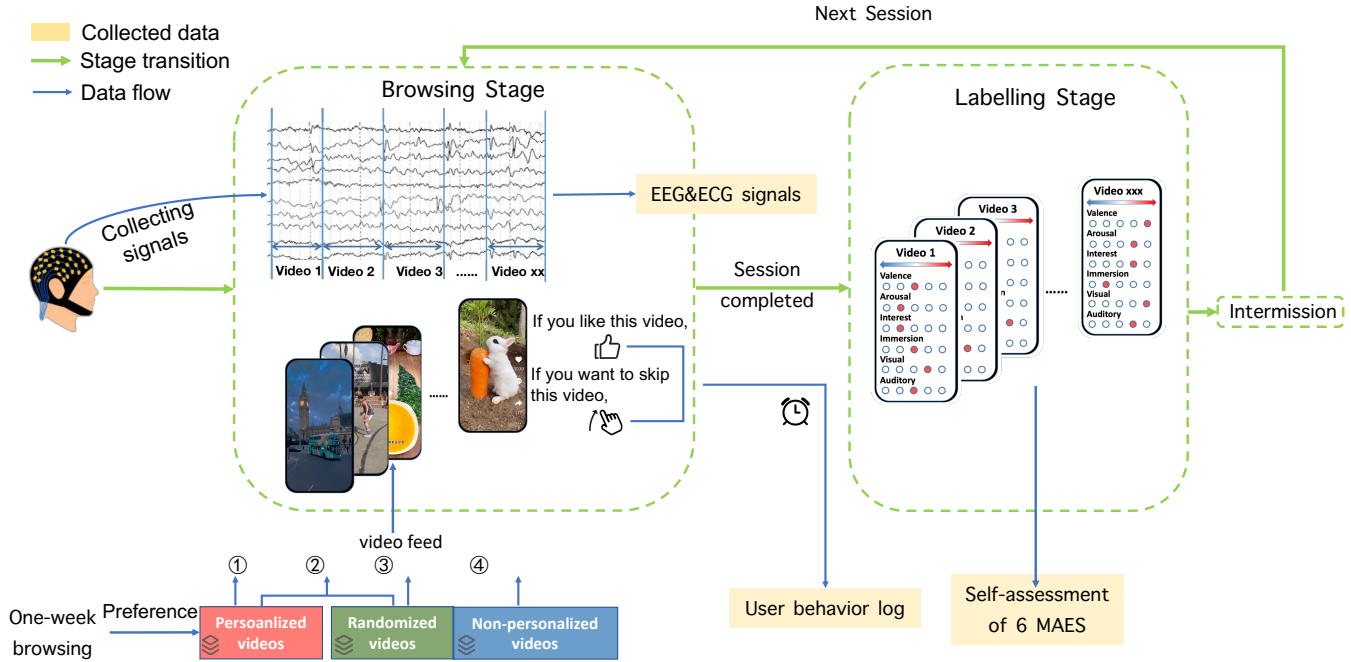 Next Session
Collected data
Stage transition
Data flow
Browsing Stage
Labelling Stage
Collecting
signals
EEG&ECG signals
Video 1
Video 2
Video 3
......
Video xx
Session
completed
Video 1
Valence
Arousal
Interest
Immersion
Visual
Auditory
Video 2
Video 3
......
Video xxx
Valence
Arousal
Interest
Immersion
Visual
Auditory
Intermission
If you like this video,
If you want to skip
this video,
......
video feed
① ② ③ ④
One-week
browsing
Preference
Persoanlized
videos
Randomized
videos
Non-personalized
videos
User behavior log
Self-assessment
of 6 MAES